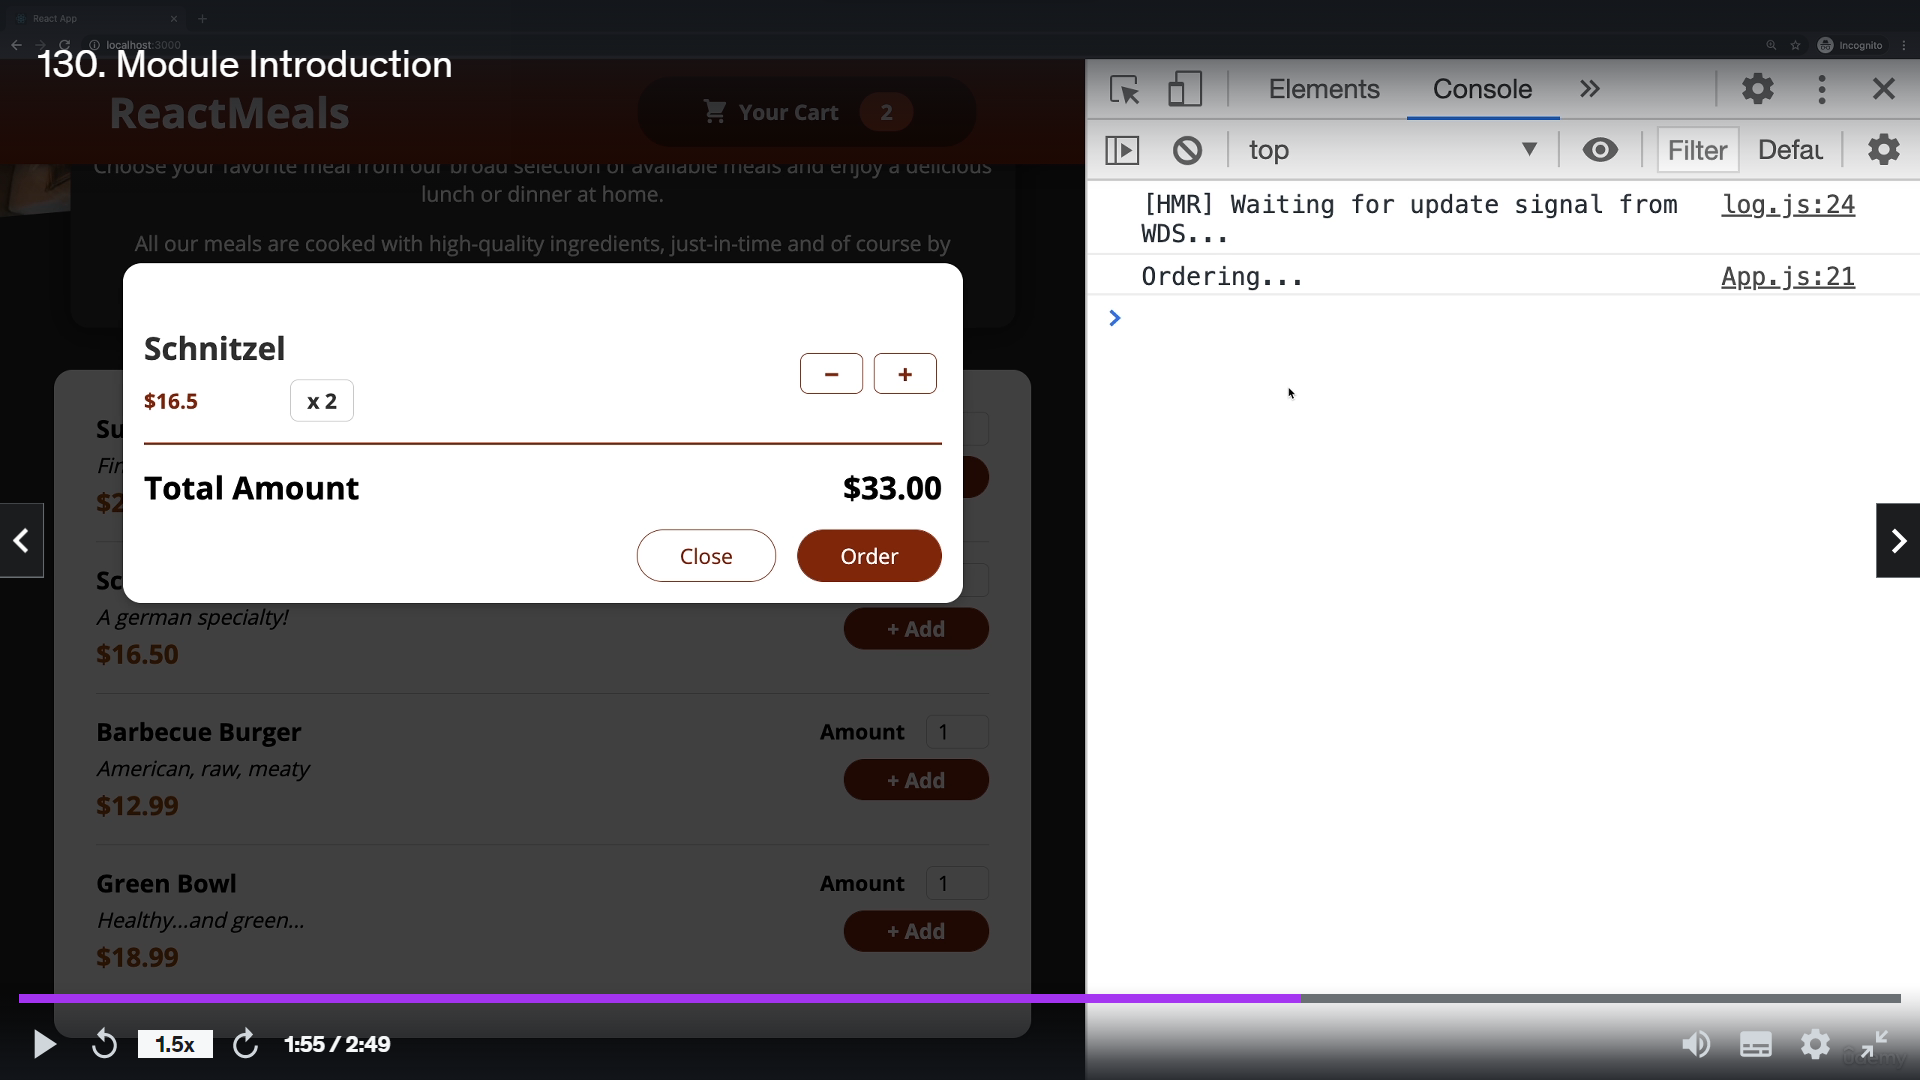 React App
localhost:3000
Incognito
130. Module Introduction
ReactMeals
Your Cart 2
Choose your favorite meal from our broad selection of available meals and enjoy a delicious
lunch or dinner at home.
All our meals are cooked with high-quality ingredients, just-in-time and of course by
Schnitzel
$16.5 x 2
− +
Total Amount $33.00
Close Order
Su
Fin
$2
Sc
A german specialty!
$16.50
+ Add
Barbecue Burger
American, raw, meaty
$12.99
Amount 1
+ Add
Green Bowl
Healthy...and green...
$18.99
Amount 1
+ Add
Elements Console
top Filter Defau
[HMR] Waiting for update signal from log.js:24
WDS...
Ordering... App.js:21
1.5x 1:55 / 2:49
ûdemy